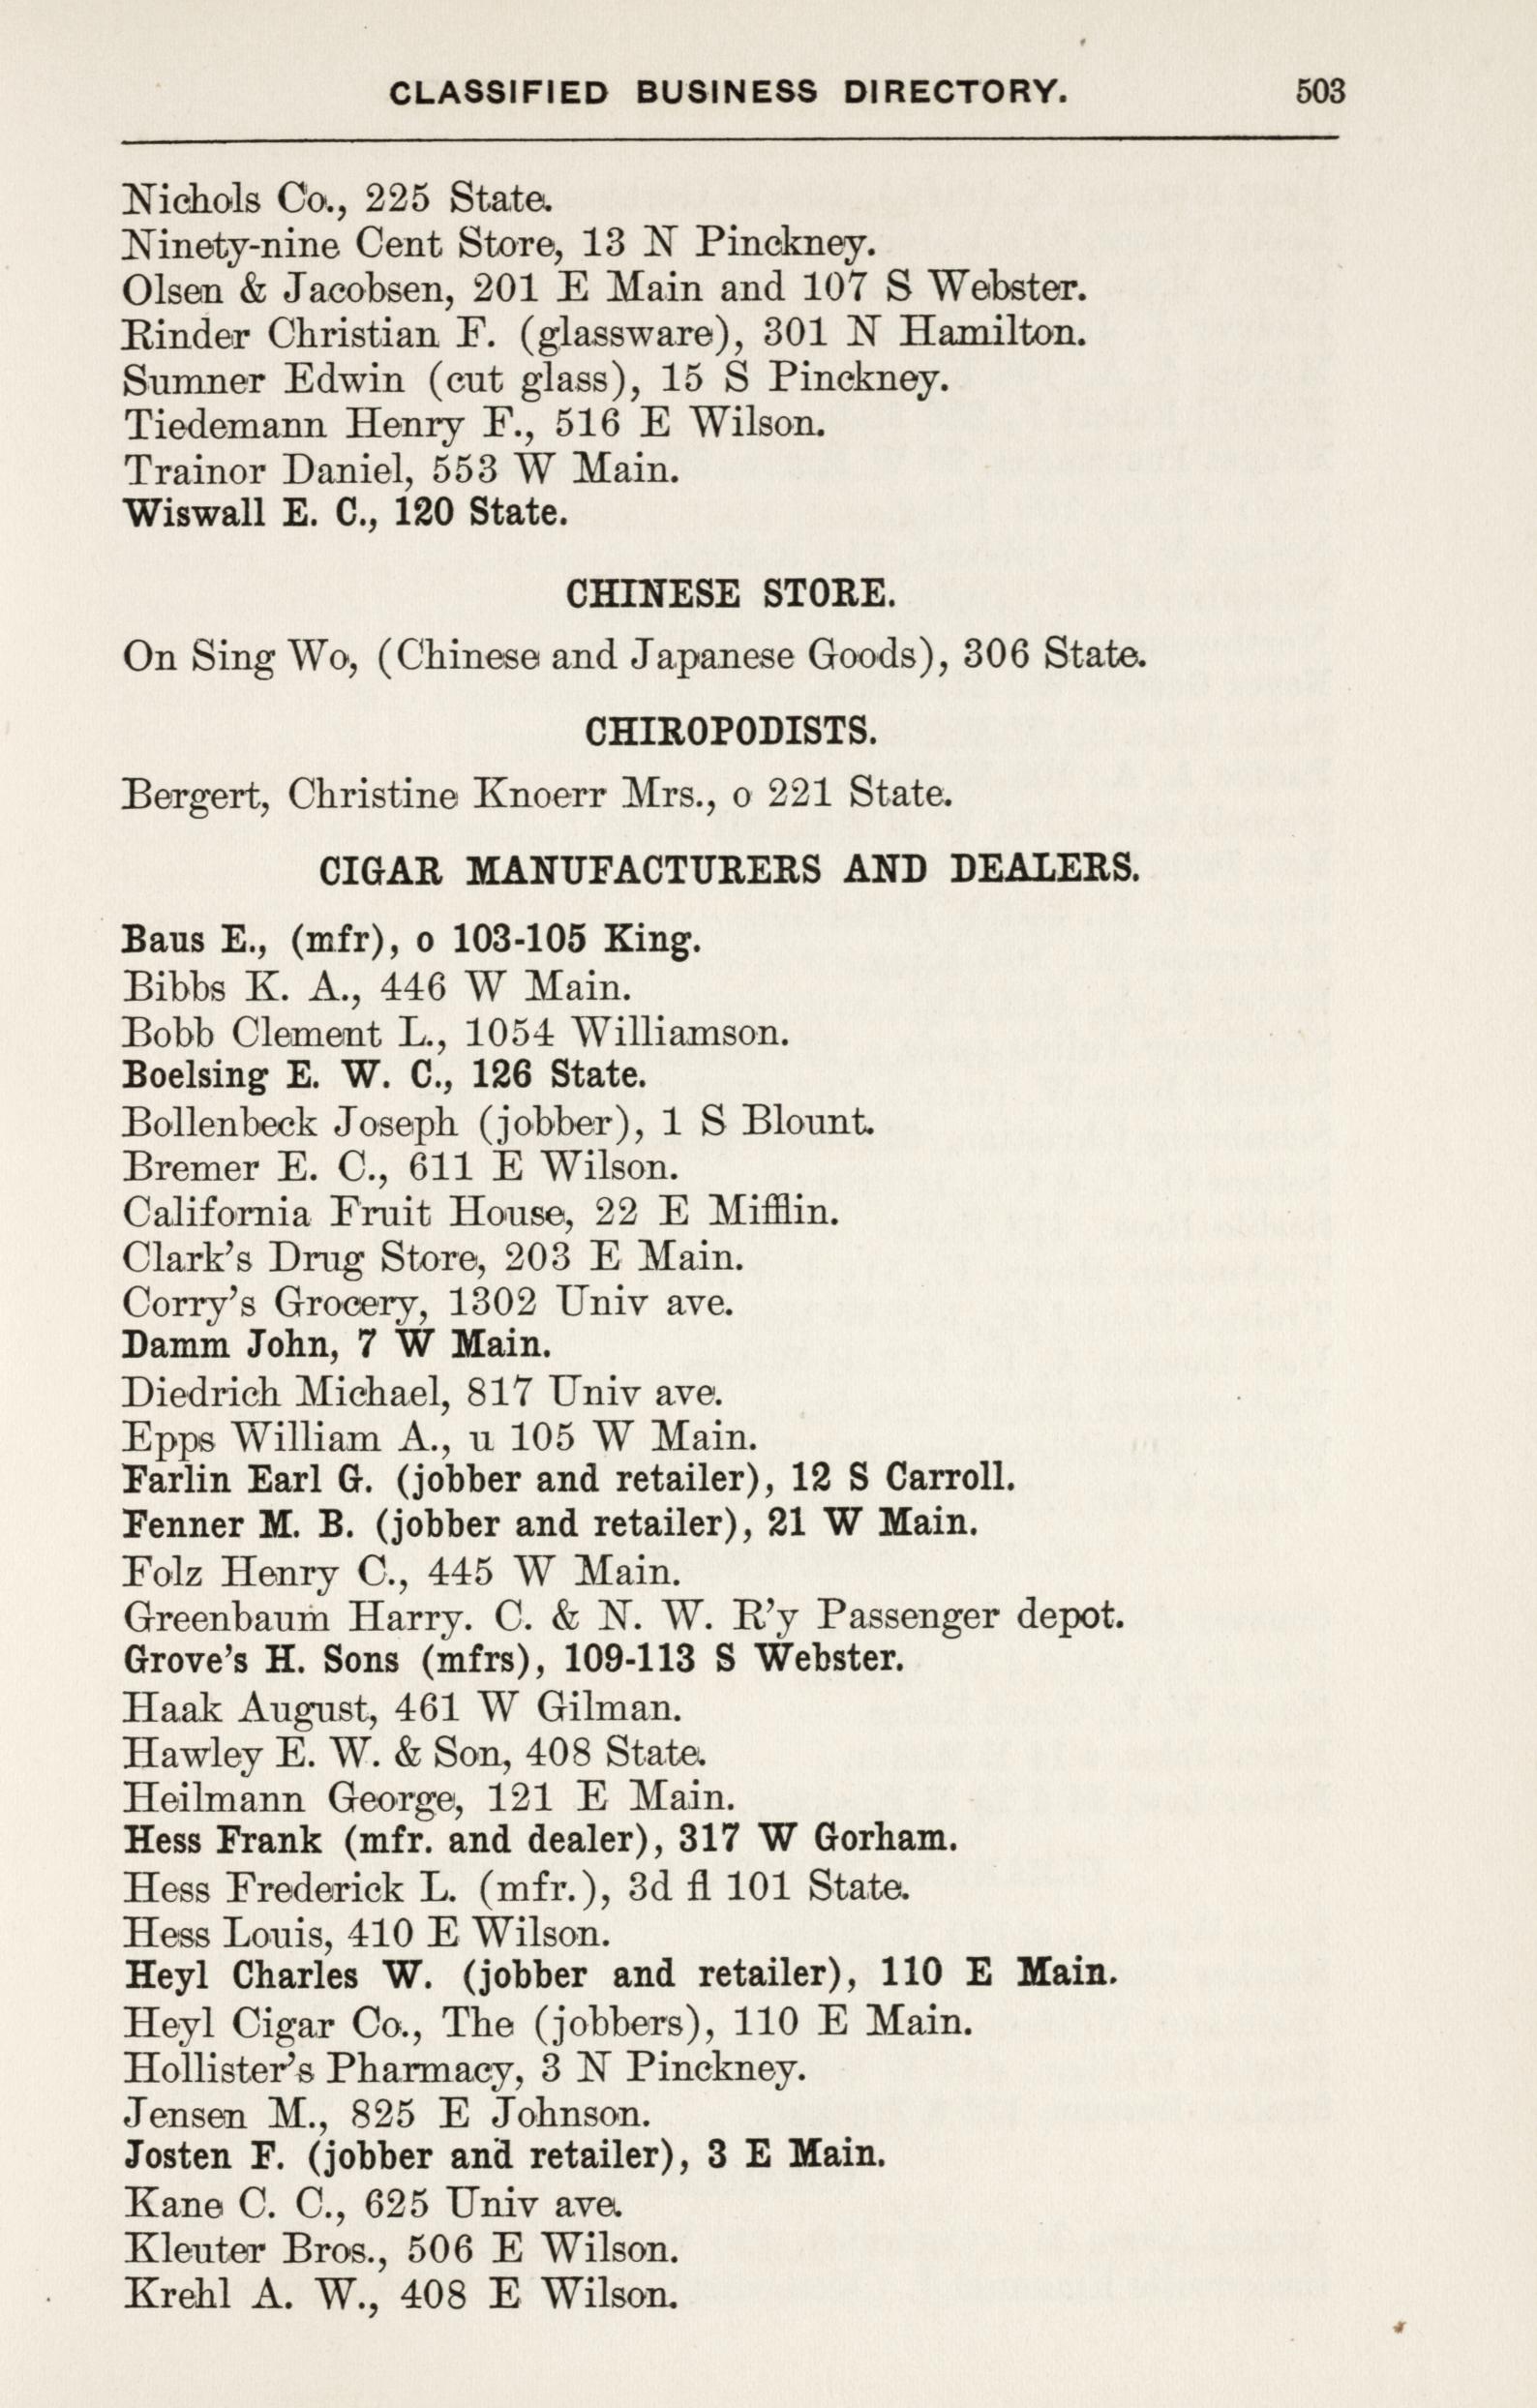 CLASSIFIED BUSINESS DIRECTORY. 503
Nichols Co., 225 State.
Ninety-nine Cent Store, 13 N Pinckney.
Olsen & Jacobsen, 201 E Main and 107 S Webster.
Rinder Christian F. (glassware), 301 N Hamilton.
Sumner Edwin (cut glass), 15 S Pinckney.
Tiedemann Henry F., 516 E Wilson.
Trainor Daniel, 553 W Main.
Wiswall E. C., 120 State.
CHINESE STORE.
On Sing Wo, (Chinese and Japanese Goods), 306 State.
CHIROPODISTS.
Bergert, Christine Knoerr Mrs., o 221 State.
CIGAR MANUFACTURERS AND DEALERS.
Baus E., (mfr), o 103-105 King.
Bibbs K. A., 446 W Main.
Bobb Clement L., 1054 Williamson.
Boelsing E. W. C., 126 State.
Bollenbeck Joseph (jobber), 1 S Blount.
Bremer E. C., 611 E Wilson.
California Fruit House, 22 E Mifflin.
Clark's Drug Store, 203 E Main.
Corry's Grocery, 1302 Univ ave.
Damm John, 7 W Main.
Diedrich Michael, 817 Univ ave.
Epps William A., u 105 W Main.
Farlin Earl G. (jobber and retailer), 12 S Carroll.
Fenner M. B. (jobber and retailer), 21 W Main.
Folz Henry C., 445 W Main.
Greenbaum Harry. C. & N. W. R'y Passenger depot.
Grove's H. Sons (mfrs), 109-113 S Webster.
Haak August, 461 W Gilman.
Hawley E. W. & Son, 408 State.
Heilmann George, 121 E Main.
Hess Frank (mfr. and dealer), 317 W Gorham.
Hess Frederick L. (mfr.), 3d fl 101 State.
Hess Louis, 410 E Wilson.
Heyl Charles W. (jobber and retailer), 110 E Main.
Heyl Cigar Co., The (jobbers), 110 E Main.
Hollister's Pharmacy, 3 N Pinckney.
Jensen M., 825 E Johnson.
Josten F. (jobber and retailer), 3 E Main.
Kane C. C., 625 Univ ave.
Kleuter Bros., 506 E Wilson.
Krehl A. W., 408 E Wilson.